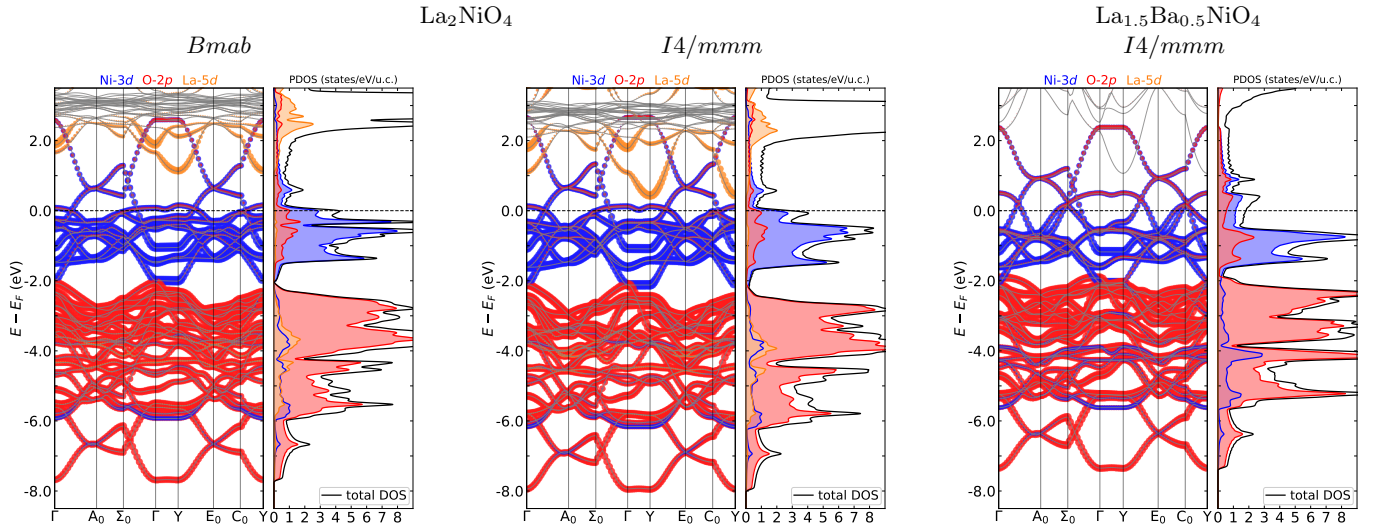 La₂NiO₄
La₁.₅Ba₀.₅NiO₄
Bmab
I4/mmm
I4/mmm
Ni-3d O-2p La-5d
PDOS (states/eV/u.c.)
Ni-3d O-2p La-5d
PDOS (states/eV/u.c.)
Ni-3d O-2p La-5d
PDOS (states/eV/u.c.)
E − E_F (eV)
2.0
0.0
-2.0
-4.0
-6.0
-8.0
Γ A₀ Σ₀ Γ Y E₀ C₀ Y
total DOS
0 1 2 3 4 5 6 7 8
E − E_F (eV)
2.0
0.0
-2.0
-4.0
-6.0
-8.0
Γ A₀ Σ₀ Γ Y E₀ C₀ Y
total DOS
0 1 2 3 4 5 6 7 8 9
E − E_F (eV)
2.0
0.0
-2.0
-4.0
-6.0
-8.0
Γ A₀ Σ₀ Γ Y E₀ C₀ Y
total DOS
0 1 2 3 4 5 6 7 8